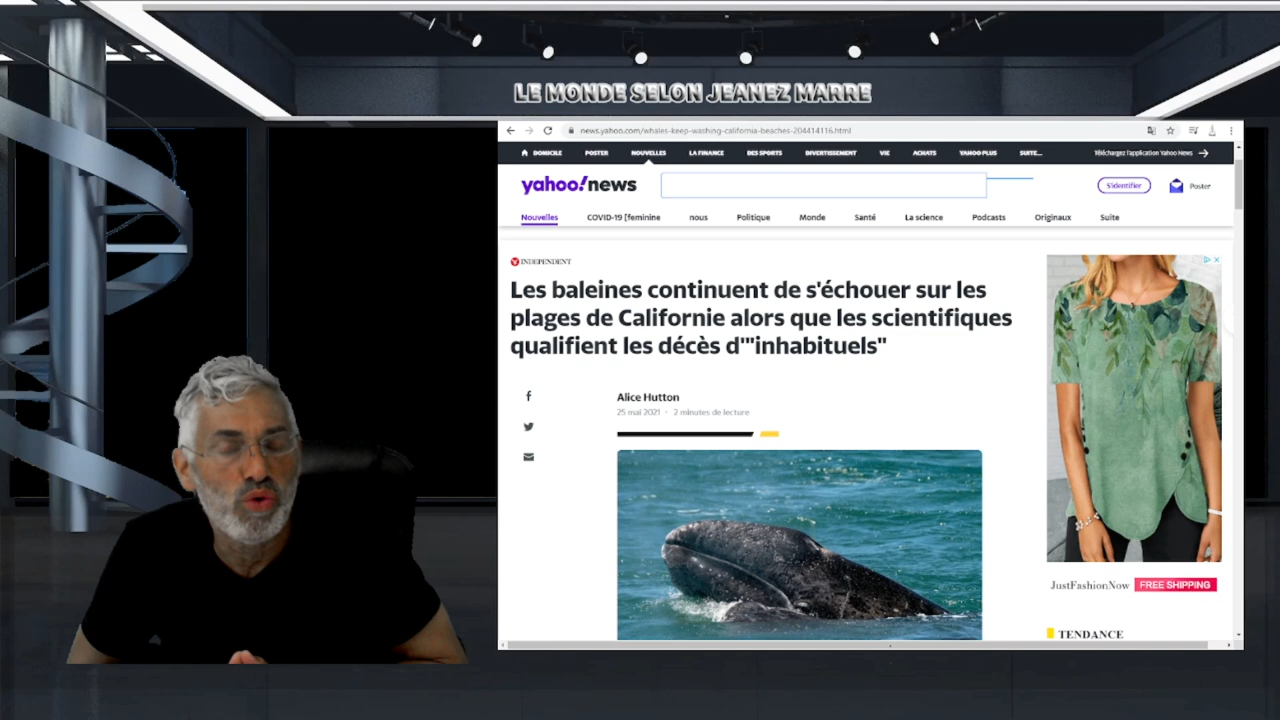 LE MONDE SELON JEANEZ MARRE
news.yahoo.com/whales-keep-washing-california-beaches-204414116.html
DOMICILE POSTER NOUVELLES LA FINANCE DES SPORTS DIVERTISSEMENT VIE ACHATS YAHOO PLUS SUITE... Téléchargez l'application Yahoo News
yahoo!news
S'identifier Poster
Nouvelles COVID-19 [feminine nous Politique Monde Santé La science Podcasts Originaux Suite
INDEPENDENT
Les baleines continuent de s'échouer sur les
plages de Californie alors que les scientifiques
qualifient les décès d'"inhabituels"
Alice Hutton
25 mai 2021 • 2 minutes de lecture
JustFashionNow FREE SHIPPING
TENDANCE